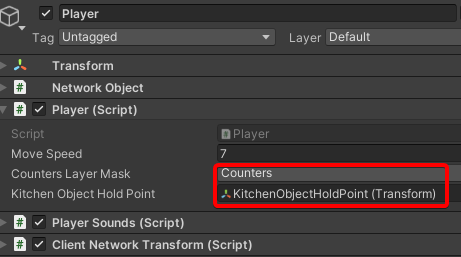 Player
Tag Untagged Layer Default
Transform
Network Object
# Player (Script)
Script Player
Move Speed 7
Counters Layer Mask Counters
Kitchen Object Hold Point KitchenObjectHoldPoint (Transform)
# Player Sounds (Script)
# Client Network Transform (Script)